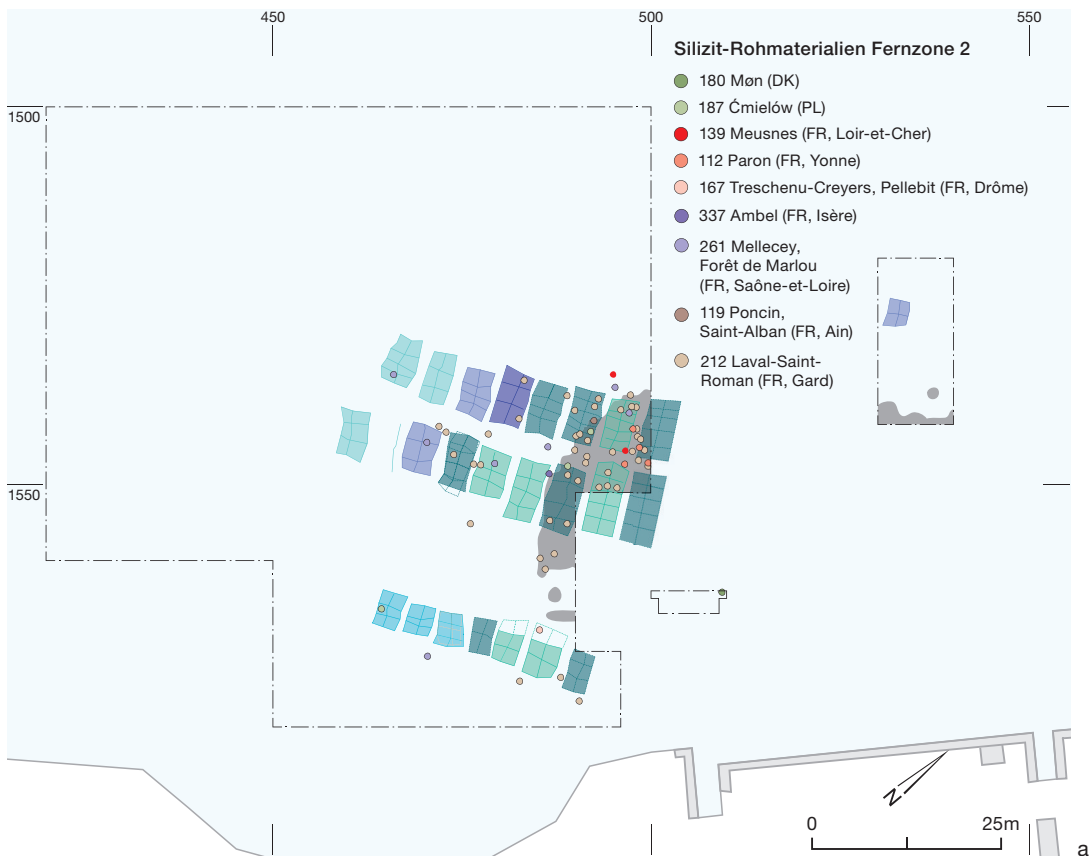 450
500
550
1500
Silizit-Rohmaterialien Fernzone 2
180 Møn (DK)
187 Ćmielów (PL)
139 Meusnes (FR, Loir-et-Cher)
112 Paron (FR, Yonne)
167 Treschenu-Creyers, Pellebit (FR, Drôme)
337 Ambel (FR, Isère)
261 Mellecey,
Forêt de Marlou
(FR, Saône-et-Loire)
119 Poncin,
Saint-Alban (FR, Ain)
212 Laval-Saint-
Roman (FR, Gard)
1550
N
0
25m
a